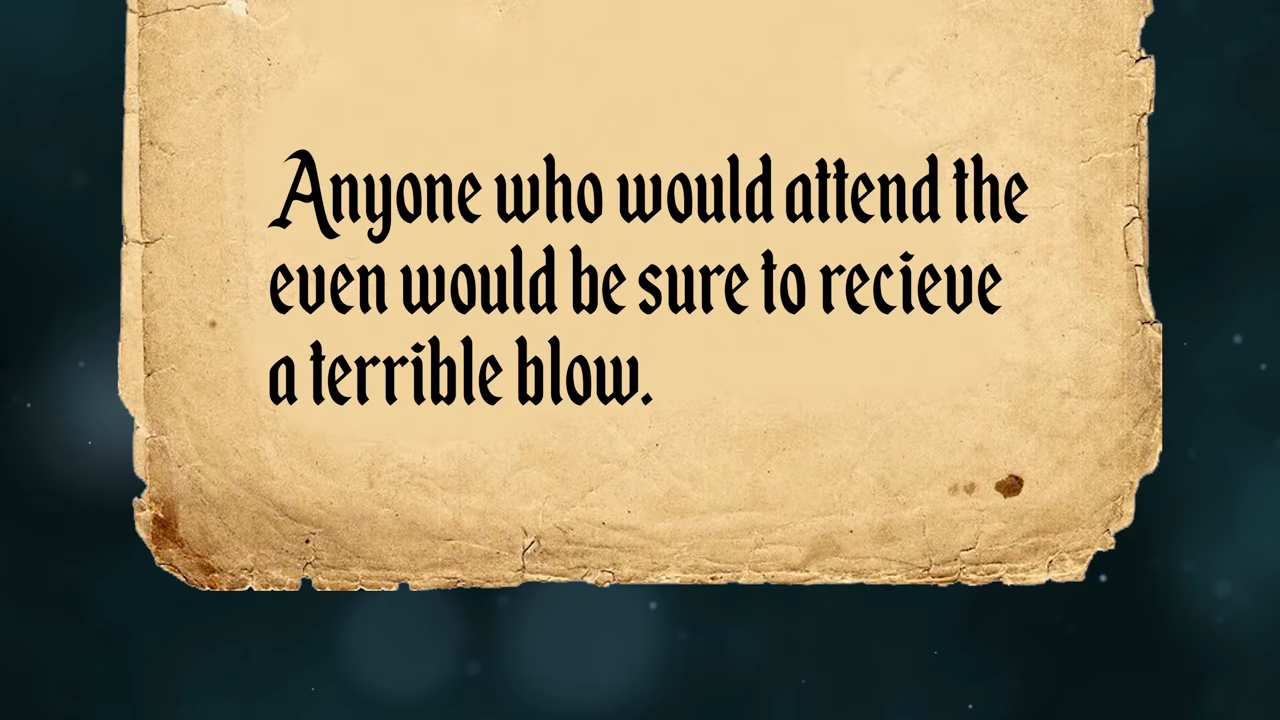 Anyone who would attend the
even would be sure to recieve
a terrible blow.